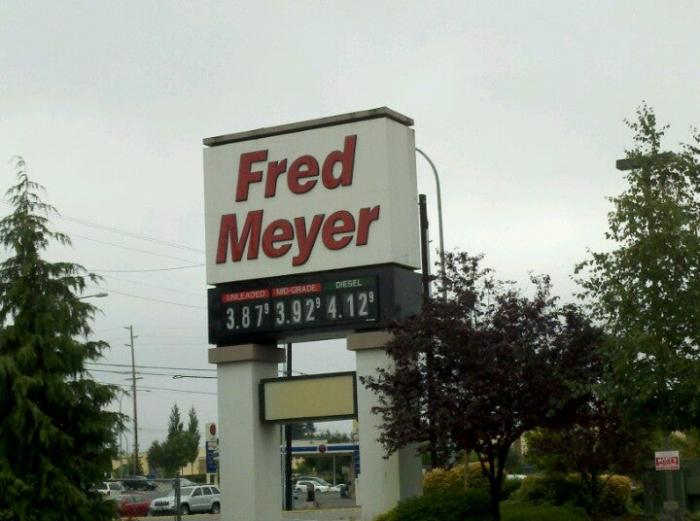 Fred
Meyer
UNLEADED MID-GRADE DIESEL
3.87⁹ 3.92⁹ 4.12⁹